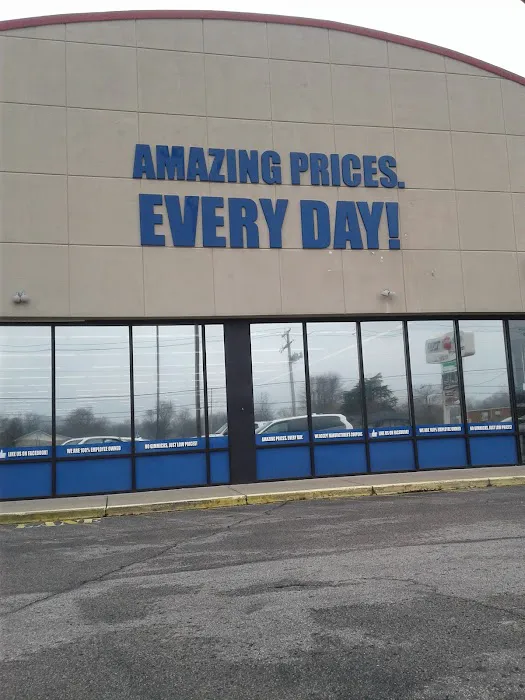 AMAZING PRICES.
EVERY DAY!
LIKE US ON FACEBOOK!
WE ARE 100% EMPLOYEE OWNED
NO GIMMICKS, JUST LOW PRICES!
AMAZING PRICES, EVERY DAY.
WE ACCEPT MANUFACTURER'S COUPONS
LIKE US ON FACEBOOK!
WE ARE 100% EMPLOYEE OWNED
NO GIMMICKS, JUST LOW PRICES!